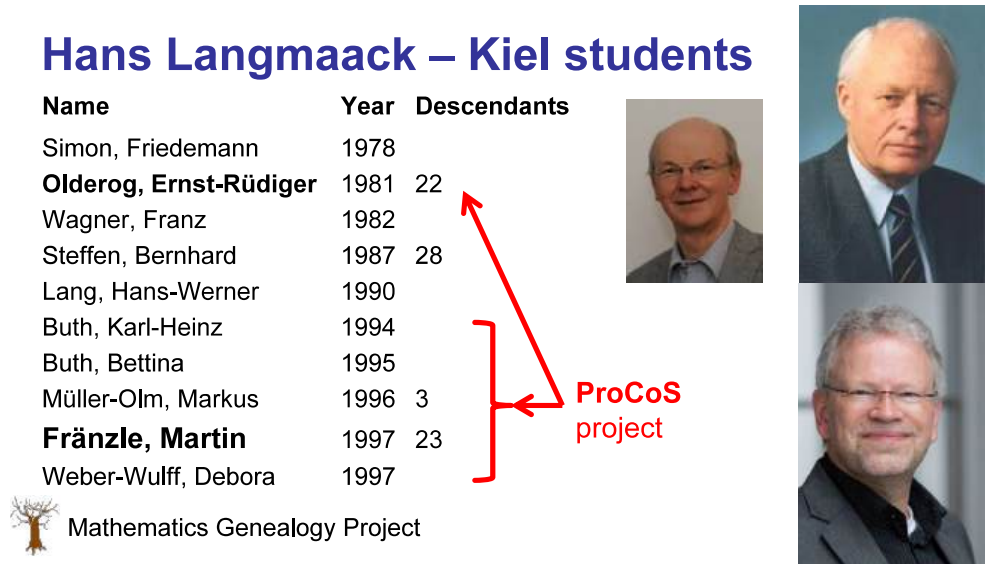 Hans Langmaack – Kiel students
Name Year Descendants
Simon, Friedemann 1978
Olderog, Ernst-Rüdiger 1981 22
Wagner, Franz 1982
Steffen, Bernhard 1987 28
Lang, Hans-Werner 1990
Buth, Karl-Heinz 1994
Buth, Bettina 1995
Müller-Olm, Markus 1996 3
Fränzle, Martin 1997 23
Weber-Wulff, Debora 1997
ProCoS
project
Mathematics Genealogy Project